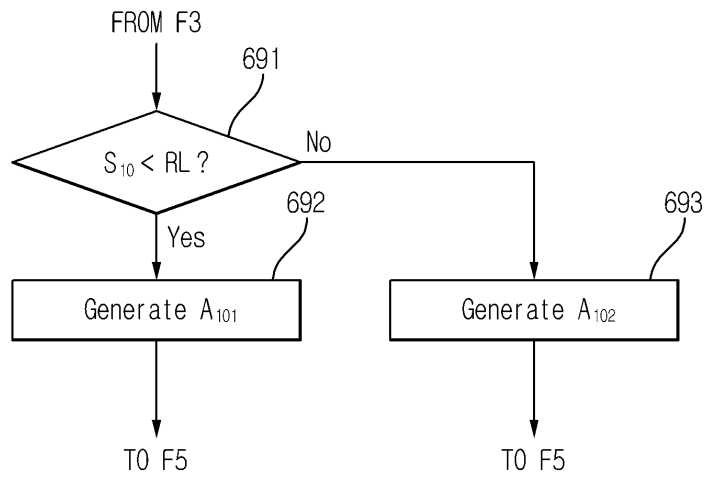 FROM F3
691
S₁₀ < RL ?
No
Yes
692
693
Generate A₁₀₁
Generate A₁₀₂
TO F5
TO F5